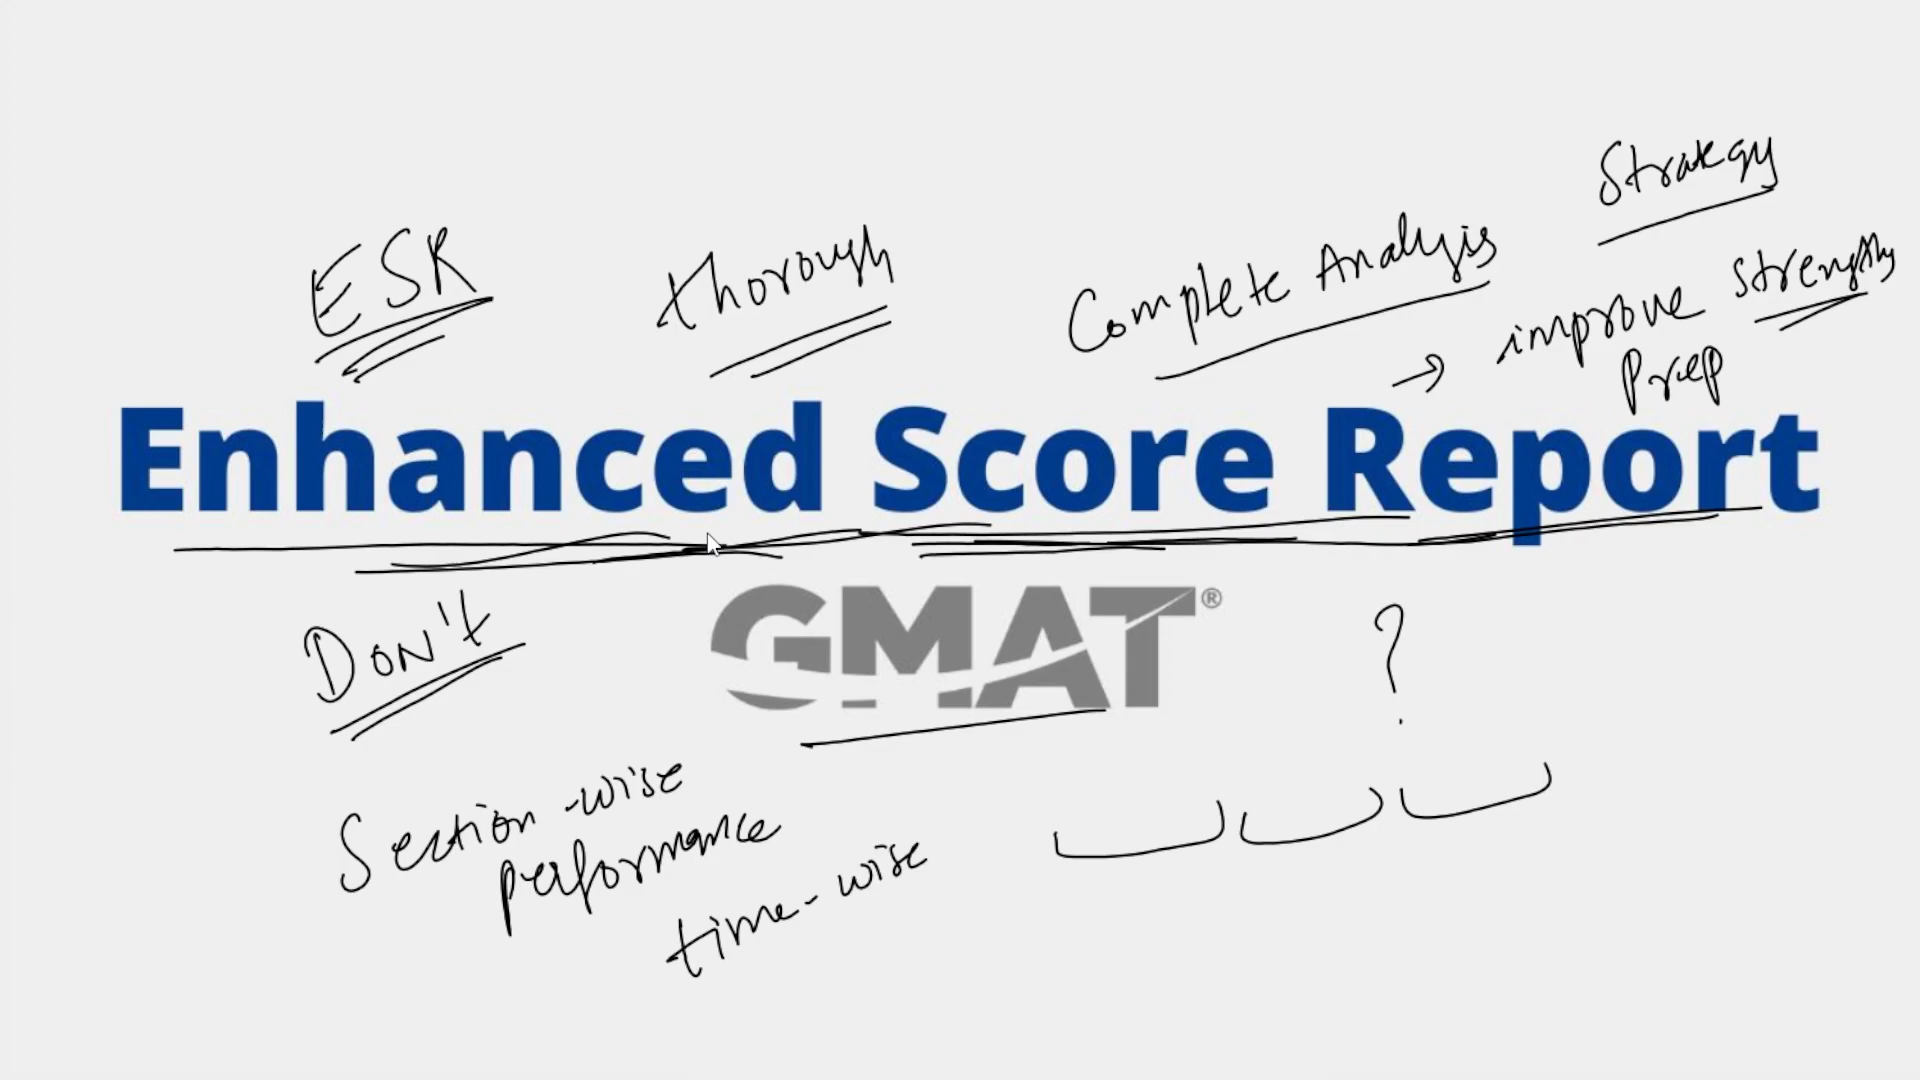 Strategy
ESR thorough Complete Analysis
→ improve strengths
Prep
Enhanced Score Report
GMAT®
DON't
?
Section-wise
performance
time-wise